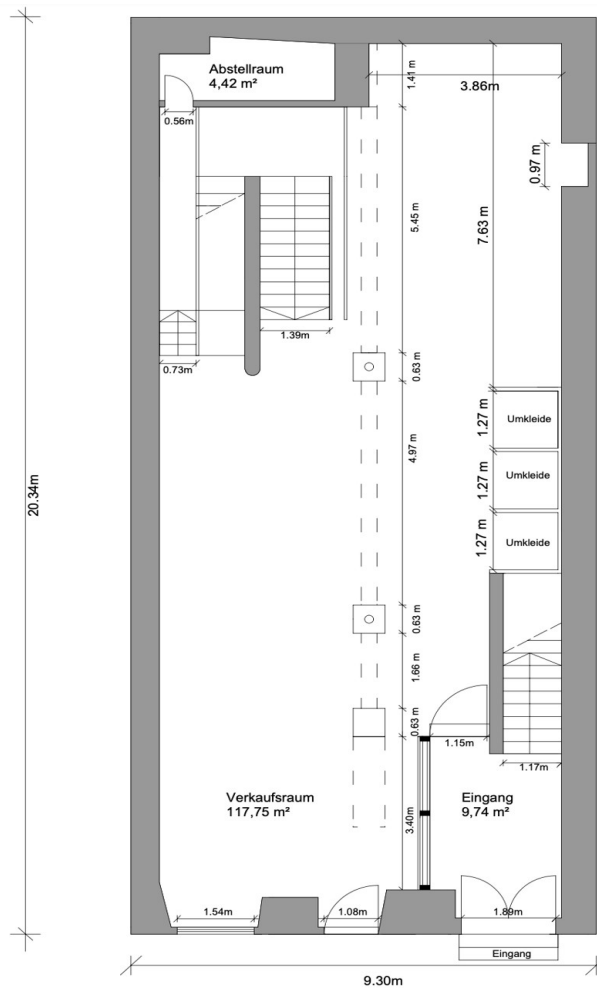 Abstellraum
4,42 m²
1.41 m
3.86m
0.56m
0.97 m
5.45 m
7.63 m
1.39m
0.73m
0.63 m
1.27 m
Umkleide
4.97 m
1.27 m
Umkleide
20.34m
1.27 m
Umkleide
0.63 m
1.66 m
0.63 m
1.15m
1.17m
Verkaufsraum
117,75 m²
Eingang
9,74 m²
3.40m
1.54m
1.08m
1.89m
Eingang
9.30m